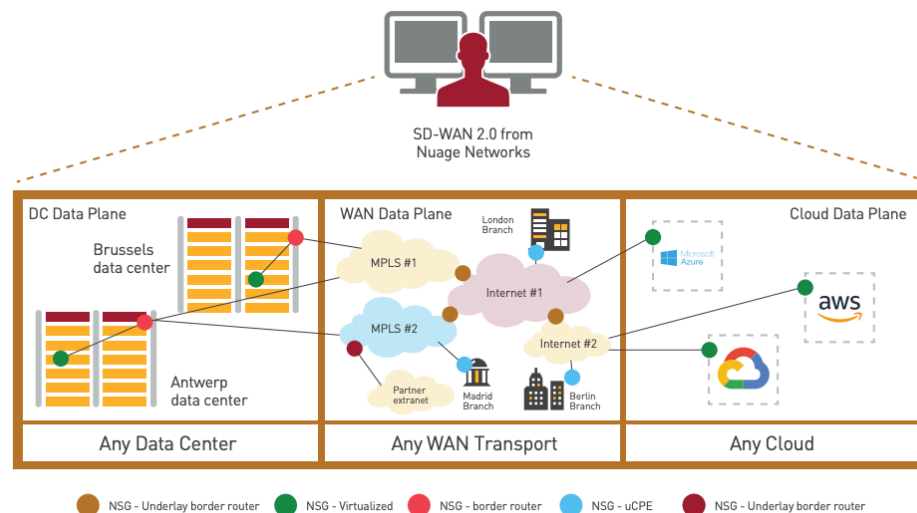 SD-WAN 2.0 from
Nuage Networks
DC Data Plane
WAN Data Plane
Cloud Data Plane
London
Branch
Brussels
data center
MPLS #1
Microsoft
Azure
Internet #1
aws
MPLS #2
Internet #2
Antwerp
data center
Partner
extranet
Madrid
Branch
Berlin
Branch
Any Data Center
Any WAN Transport
Any Cloud
NSG - Underlay border router
NSG - Virtualized
NSG - border router
NSG - uCPE
NSG - Underlay border router